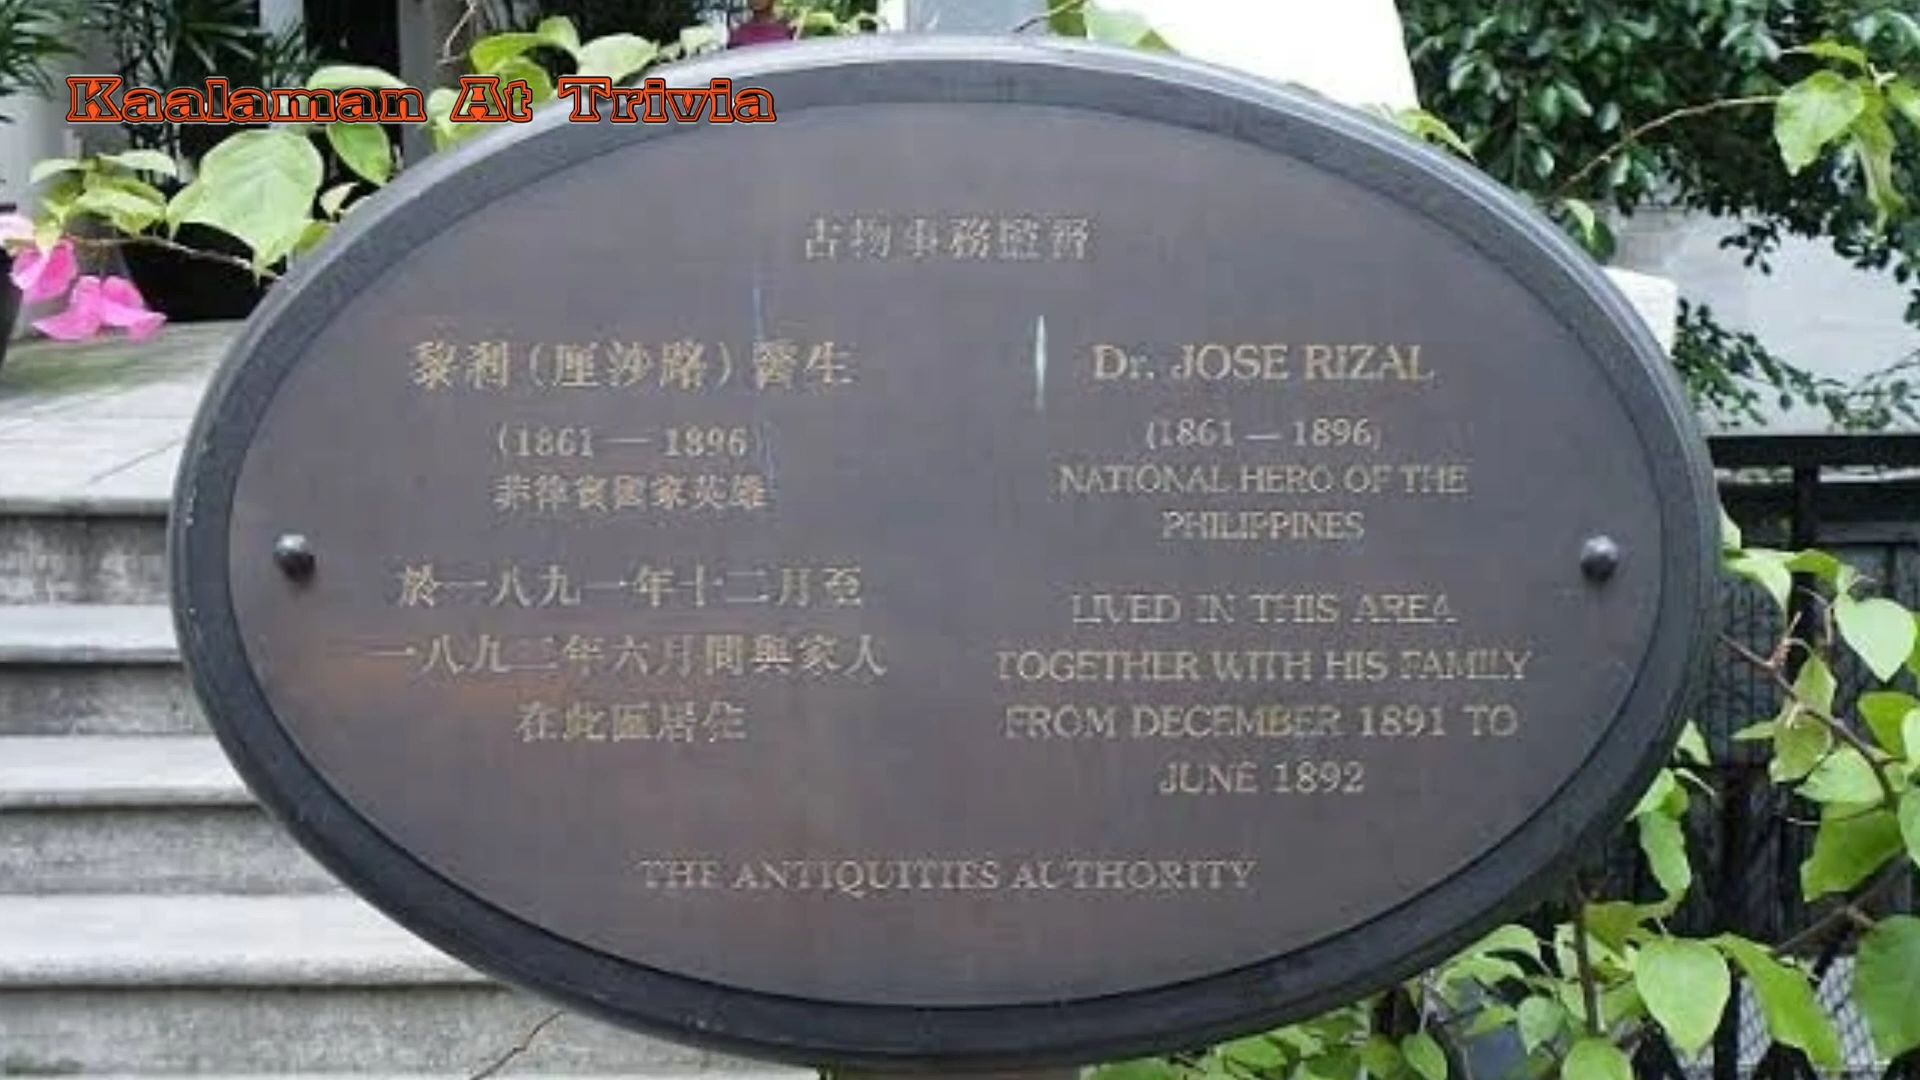 Kaalaman At Trivia
古物事務監督
黎刹(厘沙路)醫生
(1861 — 1896)
菲律賓國家英雄
於一八九一年十二月至
一八九二年六月間與家人
在此區居住
Dr. JOSE RIZAL
(1861 — 1896)
NATIONAL HERO OF THE
PHILIPPINES
LIVED IN THIS AREA
TOGETHER WITH HIS FAMILY
FROM DECEMBER 1891 TO
JUNE 1892
THE ANTIQUITIES AUTHORITY